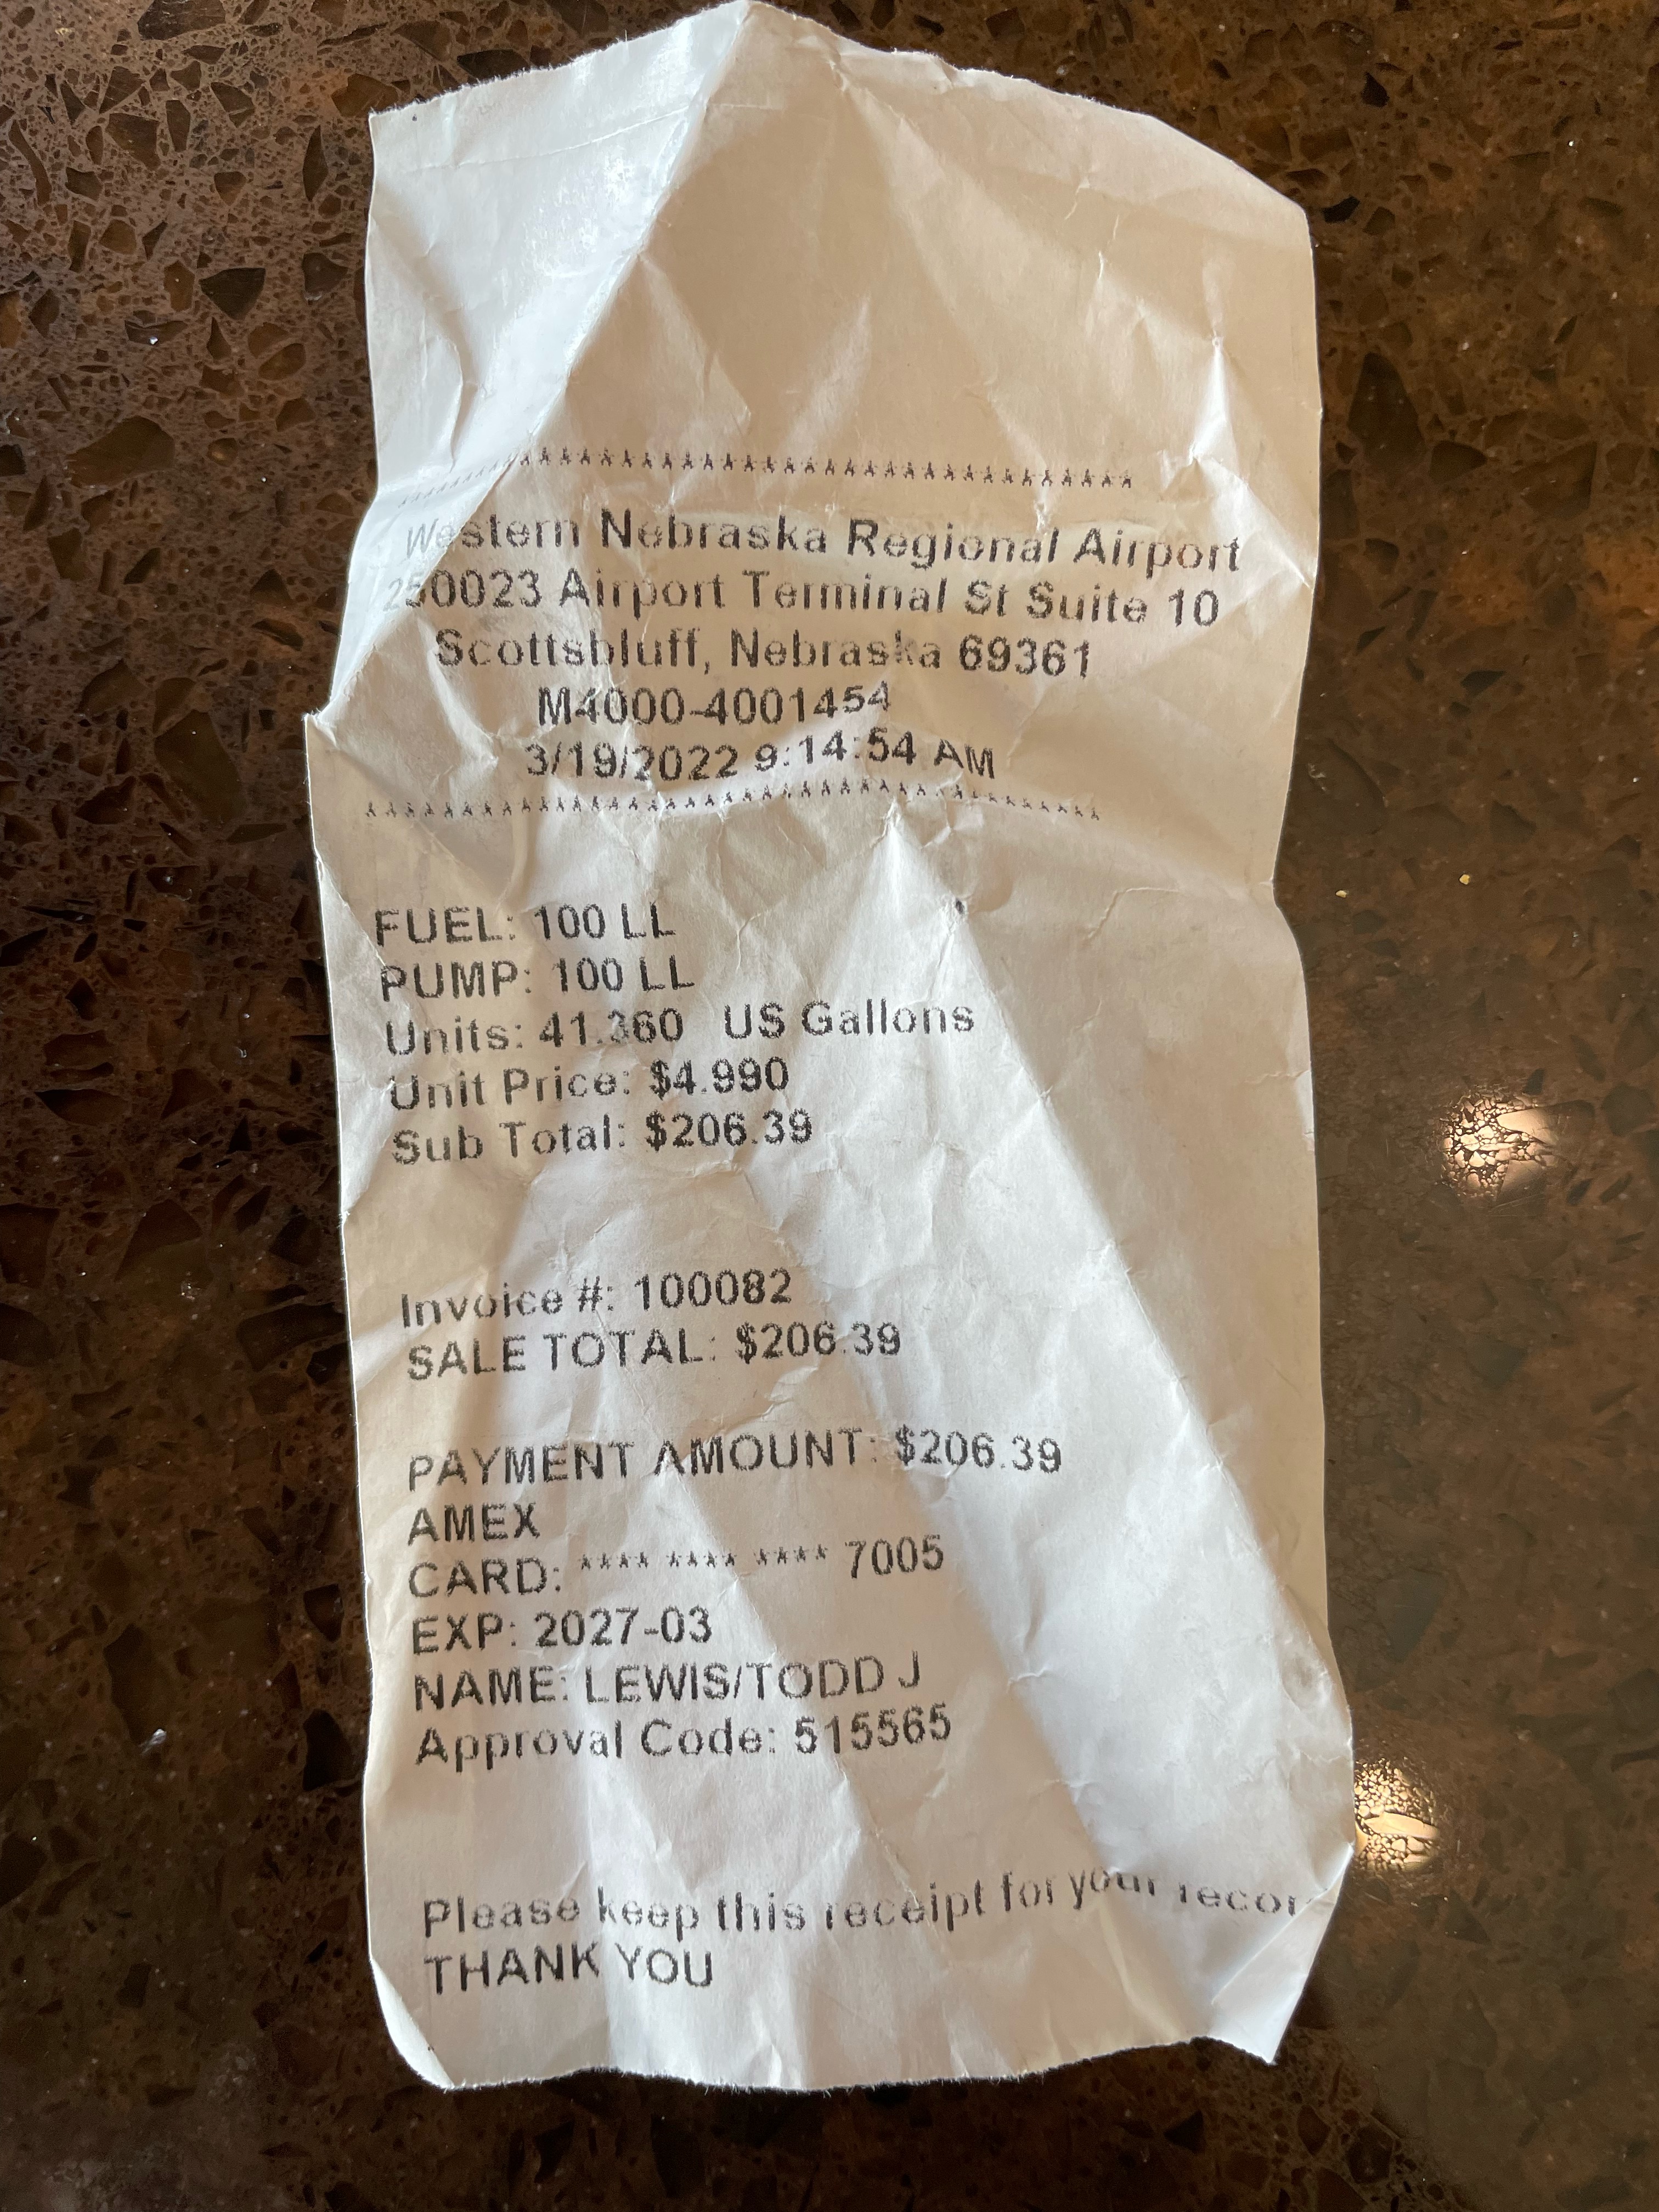 **************************************
Western Nebraska Regional Airport
250023 Airport Terminal St Suite 10
Scottsbluff, Nebraska 69361
M4000-4001454
3/19/2022 9:14:54 AM
**************************************
FUEL: 100 LL
PUMP: 100 LL
Units: 41.360 US Gallons
Unit Price: $4.990
Sub Total: $206.39
Invoice #: 100082
SALE TOTAL: $206.39
PAYMENT AMOUNT: $206.39
AMEX
CARD: **** **** **** 7005
EXP: 2027-03
NAME: LEWIS/TODD J
Approval Code: 515565
Please keep this receipt for your recor
THANK YOU